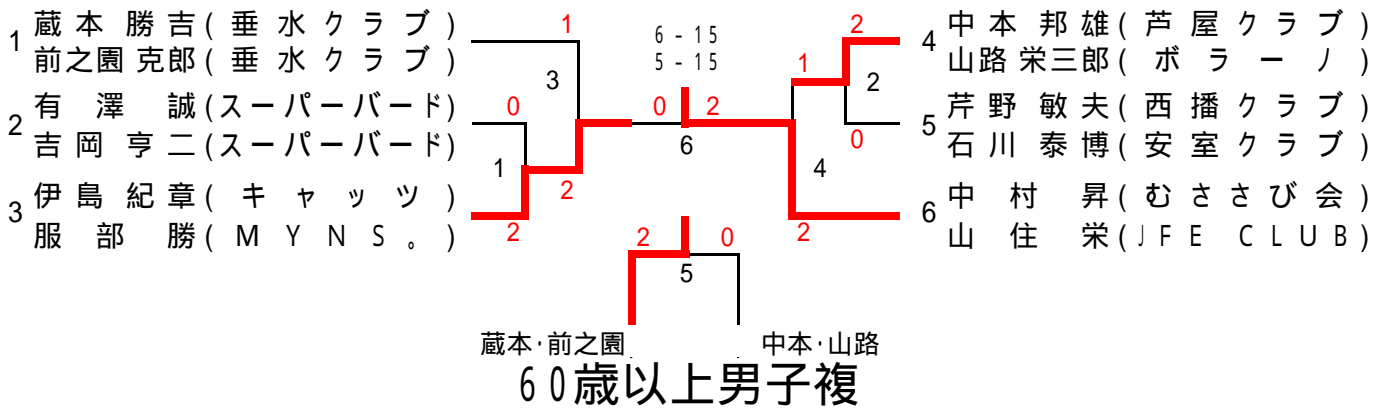 1 蔵本 勝吉(垂水クラブ)
前之園 克郎(垂水クラブ)
2 有澤 誠(スーパーバード)
吉岡 亨二(スーパーバード)
3 伊島 紀章(キャッツ)
服部 勝(MYNS。)
1
3
0
1
2
2
6 - 15
5 - 15
0 2
6
2 0
5
2
1
2
0
4
2
4 中本 邦雄(芦屋クラブ)
山路 栄三郎(ボラーノ)
5 芹野 敏夫(西播クラブ)
石川 泰博(安室クラブ)
6 中村 昇(むささび会)
山住 栄(JFE CLUB)
蔵本·前之園 中本·山路
60歳以上男子複